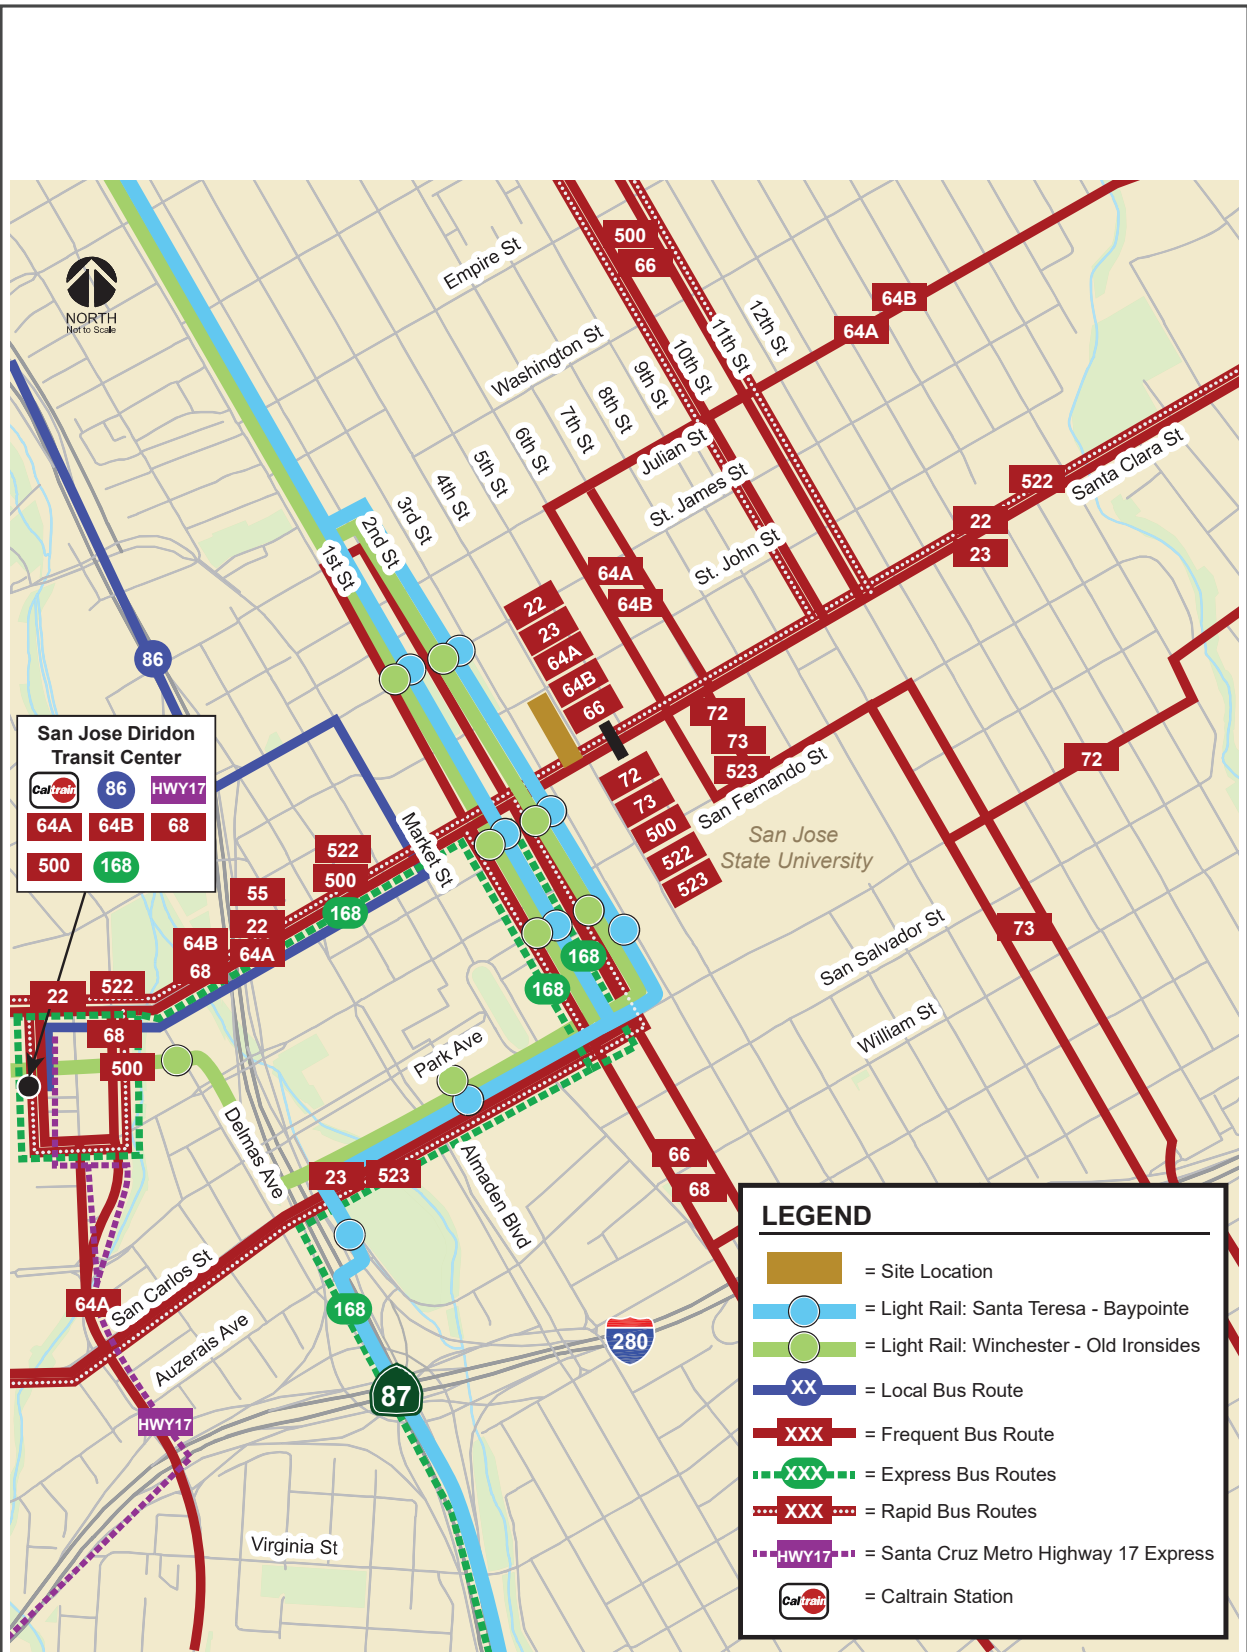 500
66
Empire St
64B
64A
NORTH
Not to Scale
12th St
11th St
10th St
9th St
8th St
7th St
6th St
5th St
4th St
3rd St
2nd St
1st St
Washington St
Julian St
St. James St
St. John St
Santa Clara St
522
22
23
64A
64B
22
23
64A
64B
66
86
72
73
523
72
73
500
522
523
San Fernando St
San Jose
State University
72
73
San Jose Diridon
Transit Center
Caltrain
86
HWY17
64A
64B
68
500
168
Market St
522
500
168
55
22
64A
64B
68
522
22
68
500
168
168
San Salvador St
William St
Park Ave
Delmas Ave
Almaden Blvd
23
523
66
68
64A
San Carlos St
Auzerais Ave
168
280
87
HWY17
Virginia St
LEGEND
= Site Location
= Light Rail: Santa Teresa - Baypointe
= Light Rail: Winchester - Old Ironsides
XX = Local Bus Route
XXX = Frequent Bus Route
XXX = Express Bus Routes
XXX = Rapid Bus Routes
HWY17 = Santa Cruz Metro Highway 17 Express
Caltrain = Caltrain Station